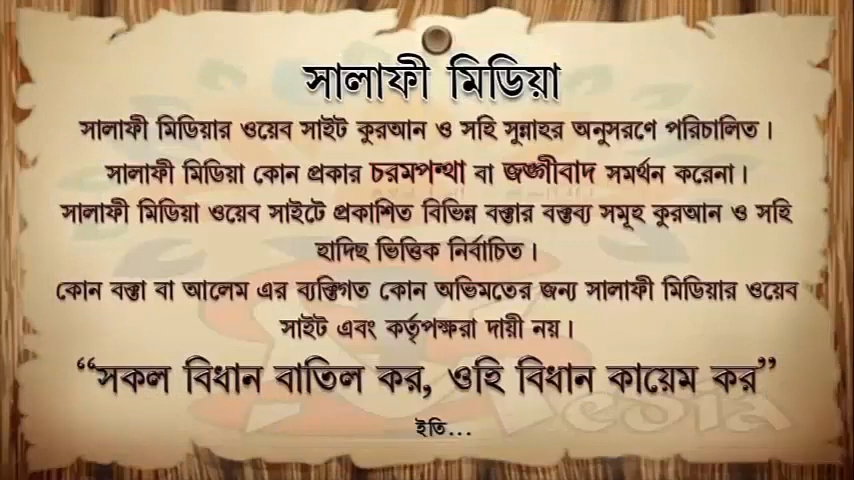 সালাফী মিডিয়া
সালাফী মিডিয়ার ওয়েব সাইট কুরআন ও সহি সুন্নাহর অনুসরণে পরিচালিত।
সালাফী মিডিয়া কোন প্রকার চরমপন্থা বা জঙ্গীবাদ সমর্থন করেনা।
সালাফী মিডিয়া ওয়েব সাইটে প্রকাশিত বিভিন্ন বক্তার বক্তব্য সমূহ কুরআন ও সহি
হাদিছ ভিত্তিক নির্বাচিত।
কোন বক্তা বা আলেম এর ব্যক্তিগত কোন অভিমতের জন্য সালাফী মিডিয়ার ওয়েব
সাইট এবং কর্তৃপক্ষরা দায়ী নয়।
“সকল বিধান বাতিল কর, ওহি বিধান কায়েম কর”
ইতি...